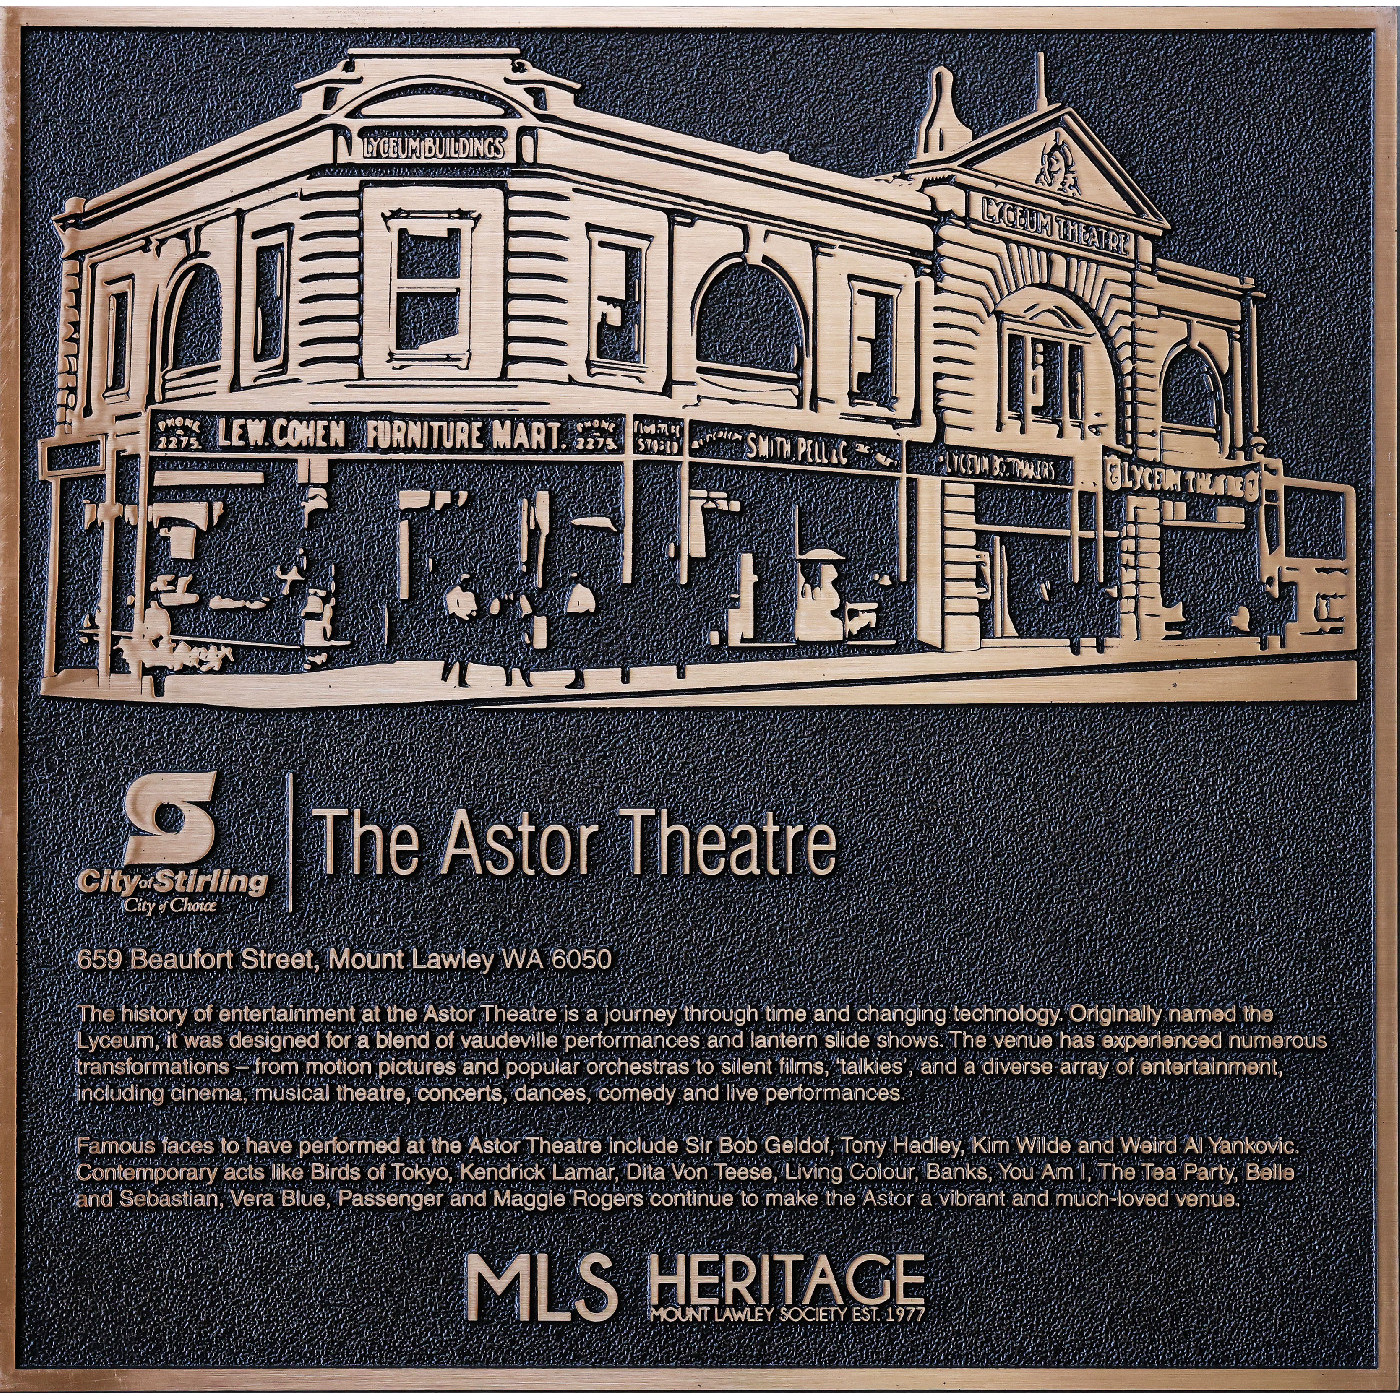 LYCEUM BUILDINGS
LYCEUM THEATRE
PHONE 2275 LEW. COHEN FURNITURE MART. PHONE 2275
SMITH PELL & C
LYCEUM BOOTMAKERS
LYCEUM THEATRE
The Astor Theatre
City of Stirling
City of Choice
659 Beaufort Street, Mount Lawley WA 6050
The history of entertainment at the Astor Theatre is a journey through time and changing technology. Originally named the
Lyceum, it was designed for a blend of vaudeville performances and lantern slide shows. The venue has experienced numerous
transformations – from motion pictures and popular orchestras to silent films, 'talkies', and a diverse array of entertainment,
including cinema, musical theatre, concerts, dances, comedy and live performances.
Famous faces to have performed at the Astor Theatre include Sir Bob Geldof, Tony Hadley, Kim Wilde and Weird Al Yankovic.
Contemporary acts like Birds of Tokyo, Kendrick Lamar, Dita Von Teese, Living Colour, Banks, You Am I, The Tea Party, Belle
and Sebastian, Vera Blue, Passenger and Maggie Rogers continue to make the Astor a vibrant and much-loved venue.
MLS HERITAGE
MOUNT LAWLEY SOCIETY EST. 1977